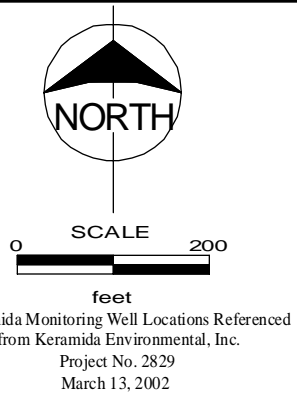 NORTH
SCALE
0 200
feet
Monitoring Well Locations Referenced
from Keramida Environmental, Inc.
Project No. 2829
March 13, 2002